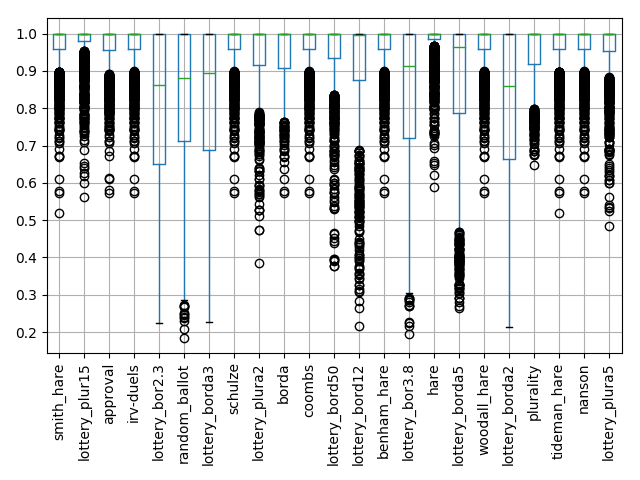 1.0
0.9
0.8
0.7
0.6
0.5
0.4
0.3
0.2
smith_hare
lottery_plur15
approval
irv-duels
lottery_bor2.3
random_ballot
lottery_borda3
schulze
lottery_plura2
borda
coombs
lottery_bord50
lottery_bord12
benham_hare
lottery_bor3.8
hare
lottery_borda5
woodall_hare
lottery_borda2
plurality
tideman_hare
nanson
lottery_plura5